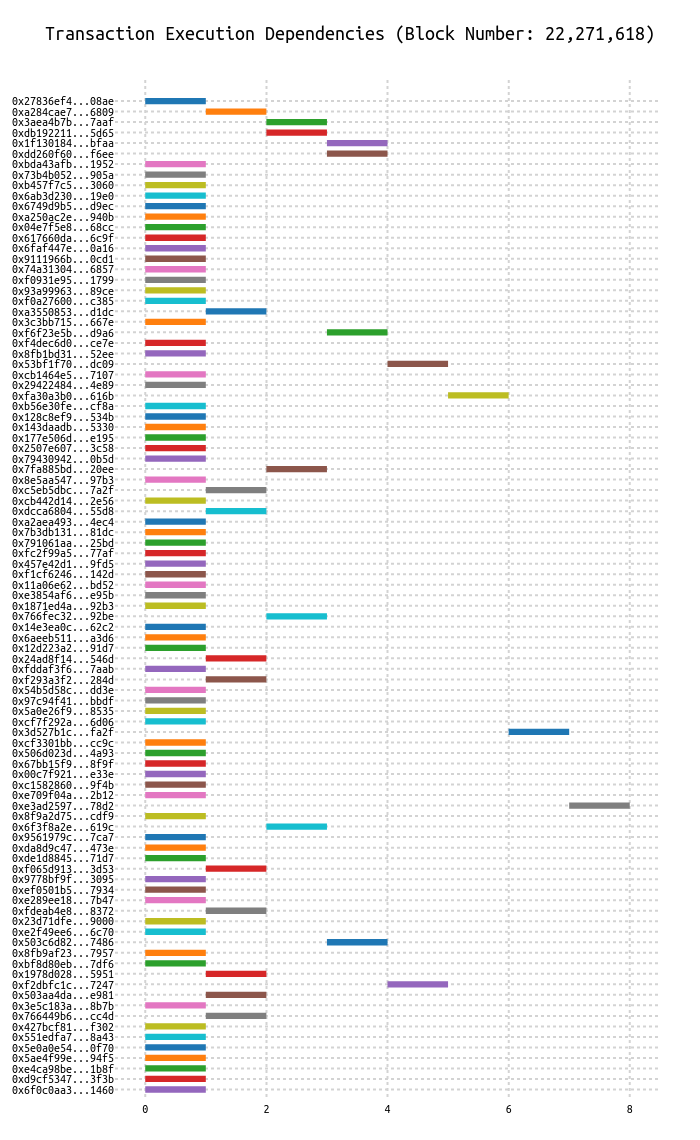 Transaction Execution Dependencies (Block Number: 22,271,618)
0x27836ef4...08ae
0xa284cae7...6809
0x3aea4b7b...7aaf
0xdb192211...5d65
0x1f130184...bfaa
0xdd260f60...f6ee
0xbda43afb...1952
0x73b4b052...905a
0xb457f7c5...3060
0x6ab3d230...19e0
0x6749d9b5...d9ec
0xa250ac2e...940b
0x04e7f5e8...68cc
0x617660da...6c9f
0x6faf447e...0a16
0x9111966b...0cd1
0x74a31304...6857
0xf0931e95...1799
0x93a99963...89ce
0xf0a27600...c385
0xa3550853...d1dc
0x3c3bb715...667e
0xf6f23e5b...d9a6
0xf4dec6d0...ce7e
0x8fb1bd31...52ee
0x53bf1f70...dc09
0xcb1464e5...7107
0x29422484...4e89
0xfa30a3b0...616b
0xb56e30fe...cf8a
0x128c8ef9...534b
0x143daadb...5330
0x177e506d...e195
0x2507e607...3c58
0x79430942...0b5d
0x7fa885bd...20ee
0x8e5aa547...97b3
0xc5eb5dbc...7a2f
0xcb442d14...2e56
0xdcca6804...55d8
0xa2aea493...4ec4
0x7b3db131...81dc
0x791061aa...25bd
0xfc2f99a5...77af
0x457e42d1...9fd5
0xf1cf6246...142d
0x11a06e62...bd52
0xe3854af6...e95b
0x1871ed4a...92b3
0x766fec32...92be
0x14e3ea0c...62c2
0x6aeeb511...a3d6
0x12d223a2...91d7
0x24ad8f14...546d
0xfddaf3f6...7aab
0xf293a3f2...284d
0x54b5d58c...dd3e
0x97c94f41...bbdf
0x5a0e26f9...8535
0xcf7f292a...6d06
0x3d527b1c...fa2f
0xcf3301bb...cc9c
0x506d023d...4a93
0x67bb15f9...8f9f
0x00c7f921...e33e
0xc1582860...9f4b
0xe709f04a...2b12
0xe3ad2597...78d2
0x8f9a2d75...cdf9
0x6f3f8a2e...619c
0x9561979c...7ca7
0xda8d9c47...473e
0xde1d8845...71d7
0xf065d913...3d53
0x9778bf9f...3095
0xef0501b5...7934
0xe289ee18...7b47
0xfdeab4e8...8372
0x23d71dfe...9000
0xe2f49ee6...6c70
0x503c6d82...7486
0x8fb9af23...7957
0xbf8d80eb...7df6
0x1978d028...5951
0xf2dbfc1c...7247
0x503aa4da...e981
0x3e5c183a...8b7b
0x766449b6...cc4d
0x427bcf81...f302
0x551edfa7...8a43
0x5e0a0e54...0f70
0x5ae4f99e...94f5
0xe4ca98be...1b8f
0xd9cf5347...3f3b
0x6f0c0aa3...1460
0 2 4 6 8